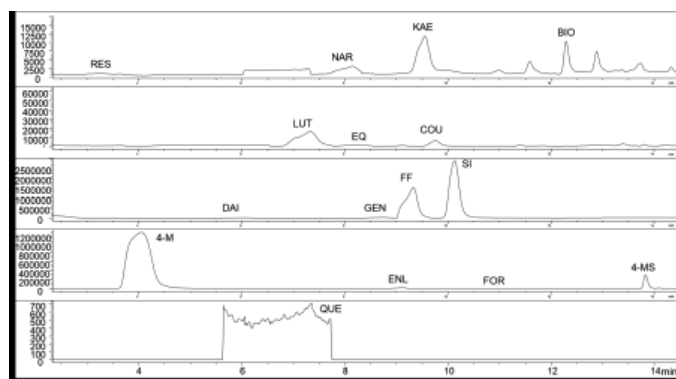 15000
12500
10000
7500
5000
2500
0
RES
NAR
KAE
BIO
60000
50000
40000
30000
20000
10000
LUT
EQ
COU
2500000
2000000
1500000
1000000
500000
0
DAI
GEN
FF
SI
1200000
1000000
800000
600000
400000
200000
0
4-M
ENL
FOR
4-MS
700
600
500
400
300
200
100
0
QUE
4 6 8 10 12 14 min